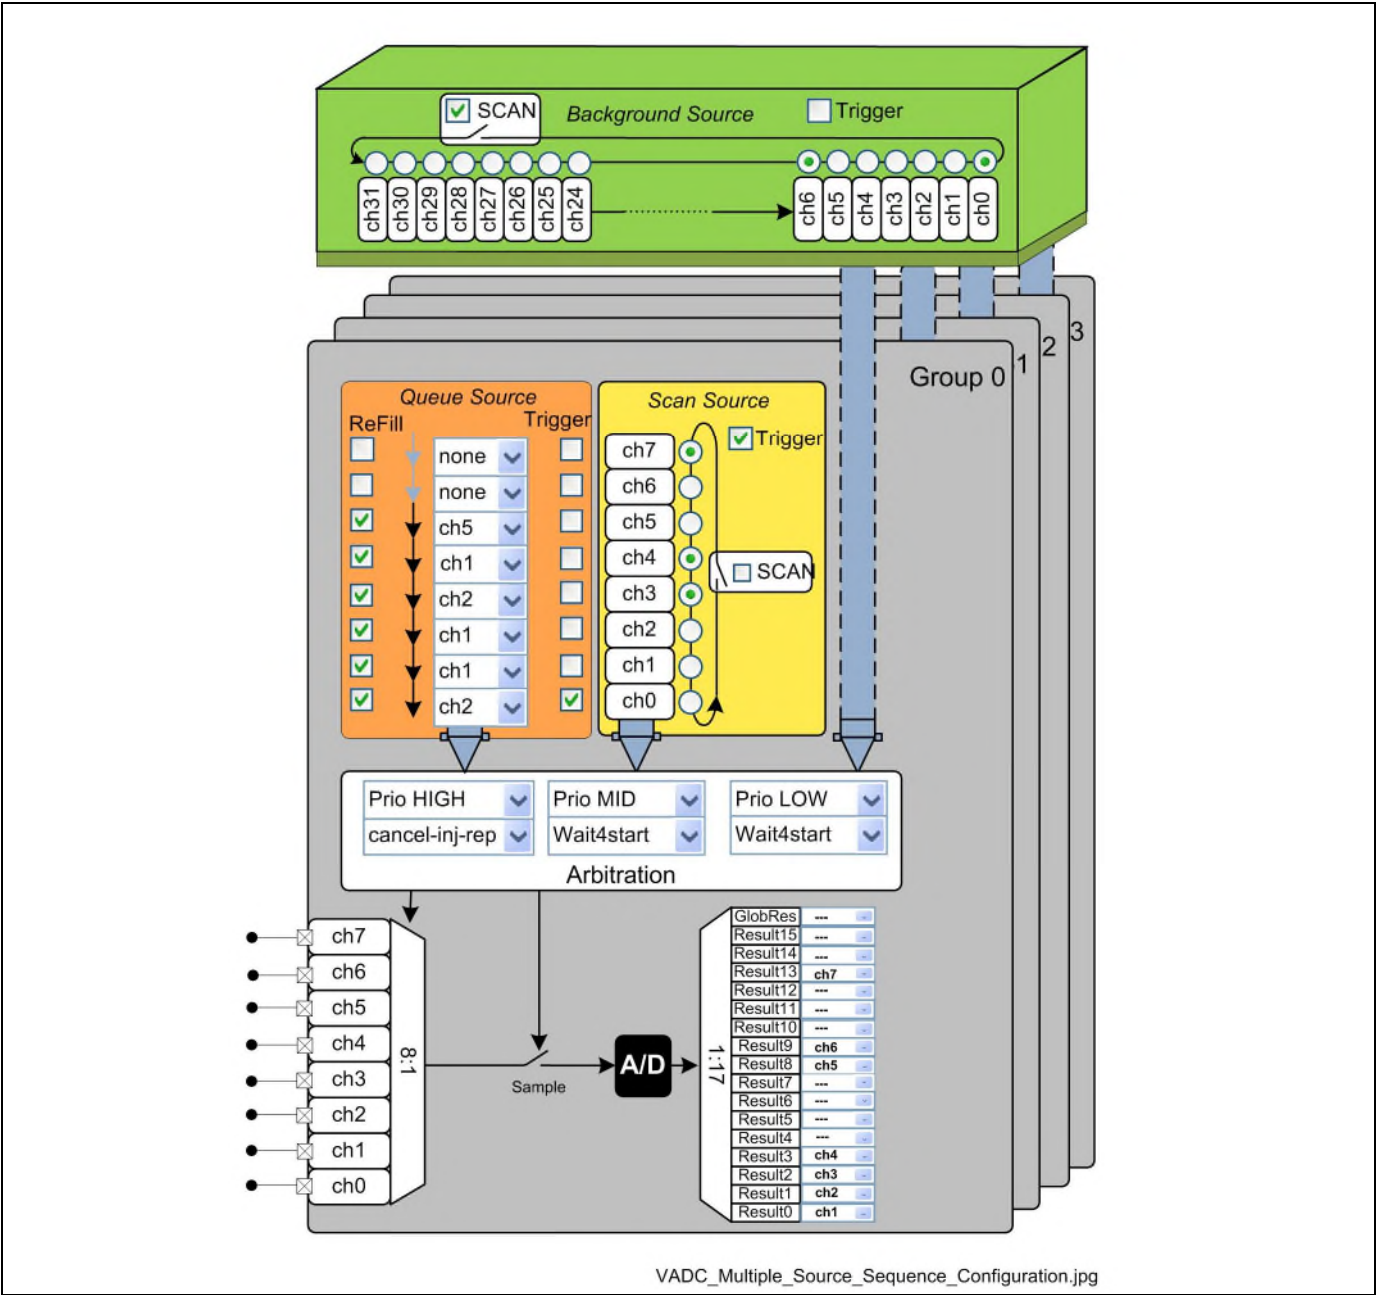 SCAN
Background Source
Trigger
ch31 ch30 ch29 ch28 ch27 ch26 ch25 ch24 ch6 ch5 ch4 ch3 ch2 ch1 ch0
3
2
1
Group 0
Queue Source
ReFill
Trigger
none
none
ch5
ch1
ch2
ch1
ch1
ch2
Scan Source
Trigger
ch7
ch6
ch5
ch4
SCAN
ch3
ch2
ch1
ch0
Prio HIGH
cancel-inj-rep
Prio MID
Wait4start
Prio LOW
Wait4start
Arbitration
ch7
ch6
ch5
ch4
ch3
ch2
ch1
ch0
8:1
Sample
A/D
1:17
GlobRes ---
Result15 ---
Result14 ---
Result13 ch7
Result12 ---
Result11 ---
Result10 ---
Result9 ch6
Result8 ch5
Result7 ---
Result6 ---
Result5 ---
Result4 ---
Result3 ch4
Result2 ch3
Result1 ch2
Result0 ch1
VADC_Multiple_Source_Sequence_Configuration.jpg